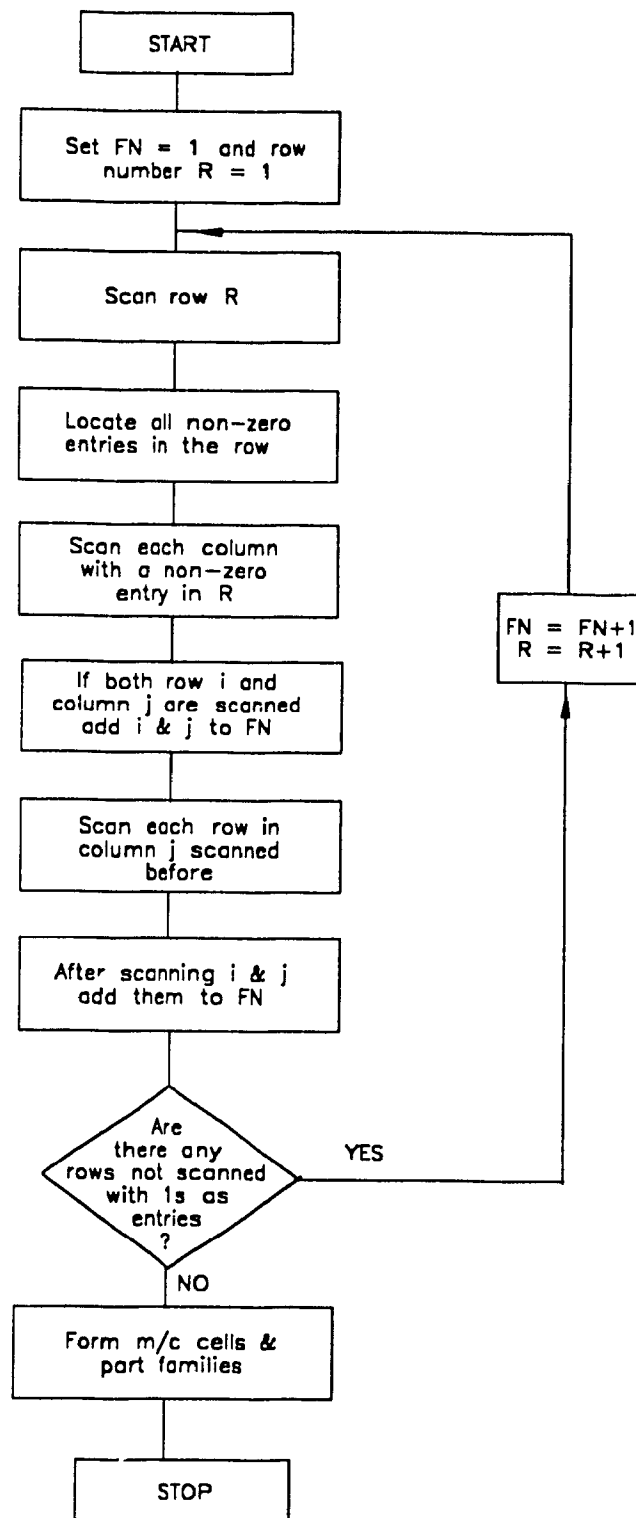 START
Set FN = 1 and row
number R = 1
Scan row R
Locate all non-zero
entries in the row
Scan each column
with a non-zero
entry in R
If both row i and
column j are scanned
add i & j to FN
Scan each row in
column j scanned
before
After scanning i & j
add them to FN
Are
there any
rows not scanned
with 1s as
entries
?
YES
FN = FN+1
R = R+1
NO
Form m/c cells &
part families
STOP